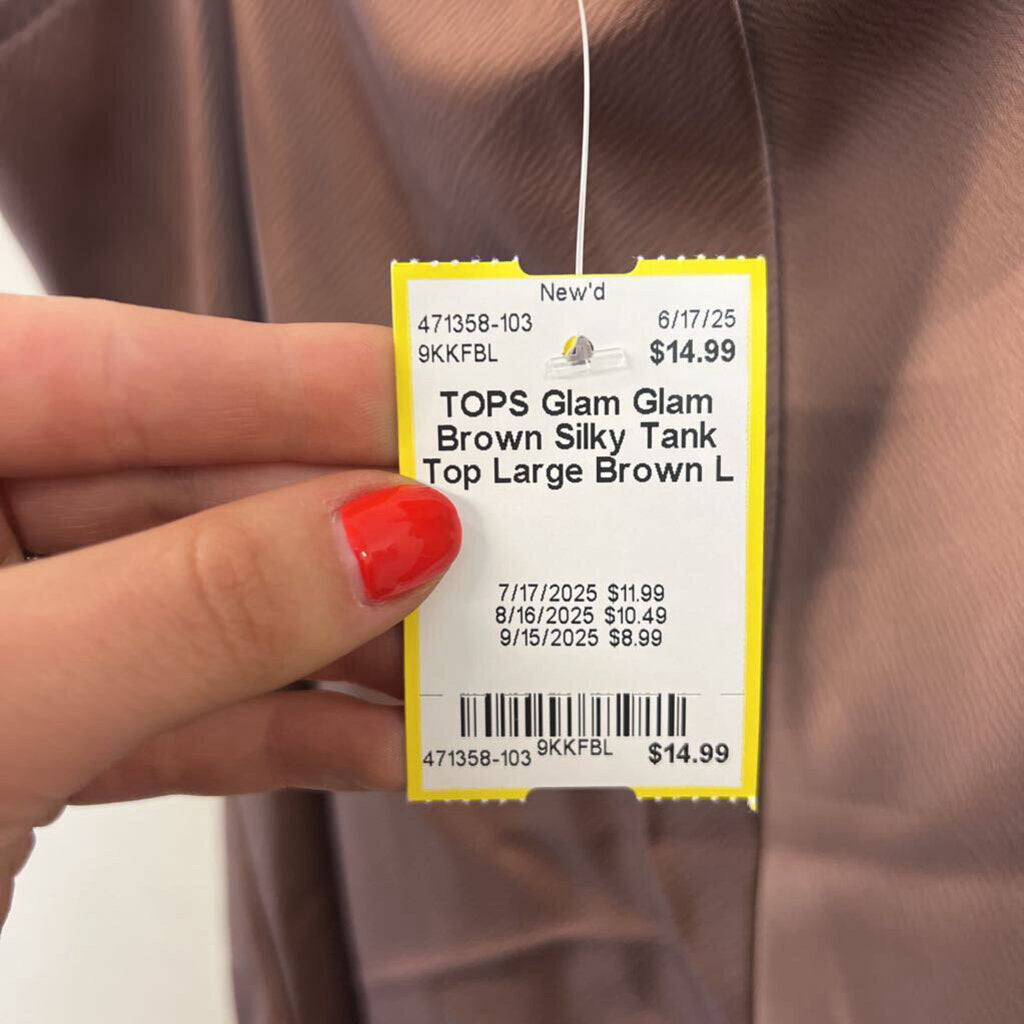 New'd
471358-103 6/17/25
9KKFBL $14.99
TOPS Glam Glam
Brown Silky Tank
Top Large Brown L
7/17/2025 $11.99
8/16/2025 $10.49
9/15/2025 $8.99
471358-103 9KKFBL $14.99